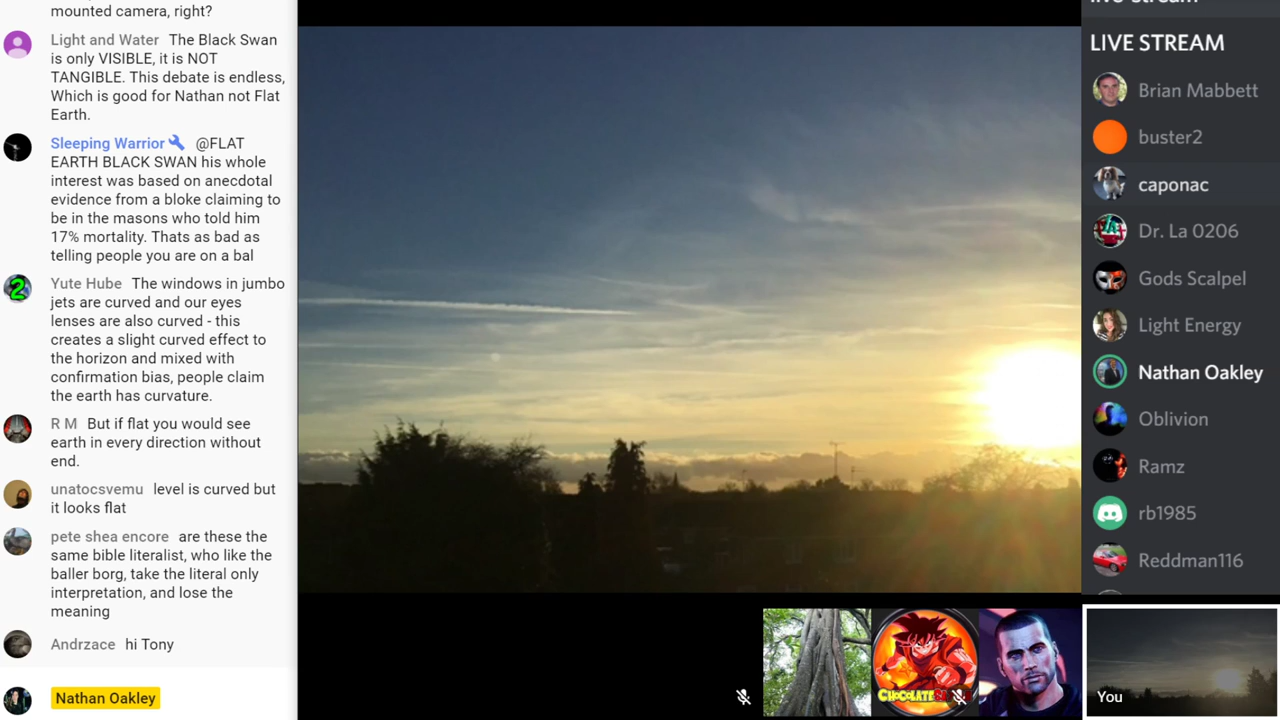 mounted camera, right?
Light and Water The Black Swan
is only VISIBLE, it is NOT
TANGIBLE. This debate is endless,
Which is good for Nathan not Flat
Earth.
Sleeping Warrior @FLAT
EARTH BLACK SWAN his whole
interest was based on anecdotal
evidence from a bloke claiming to
be in the masons who told him
17% mortality. Thats as bad as
telling people you are on a bal
Yute Hube The windows in jumbo
jets are curved and our eyes
lenses are also curved - this
creates a slight curved effect to
the horizon and mixed with
confirmation bias, people claim
the earth has curvature.
R M But if flat you would see
earth in every direction without
end.
unatocsvemu level is curved but
it looks flat
pete shea encore are these the
same bible literalist, who like the
baller borg, take the literal only
interpretation, and lose the
meaning
Andrzace hi Tony
Nathan Oakley
live stream
LIVE STREAM
Brian Mabbett
buster2
caponac
Dr. La 0206
Gods Scalpel
Light Energy
Nathan Oakley
Oblivion
Ramz
rb1985
Reddman116
You